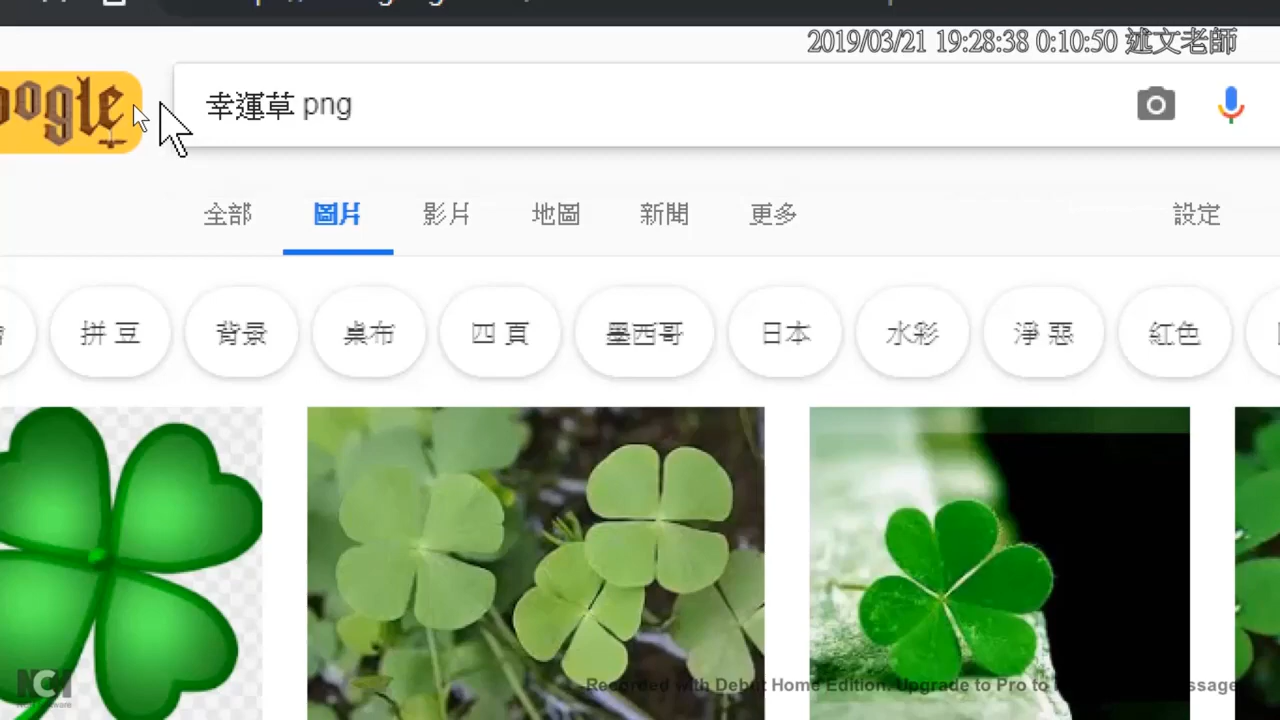 2019/03/21 19:28:38 0:10:50 述文老師
oogle
幸運草 png
全部 圖片 影片 地圖 新聞 更多 設定
拼 豆 背景 桌布 四 頁 墨西哥 日本 水彩 淨 惡 紅色
NCH
Recorded with Debut Home Edition. Upgrade to Pro to